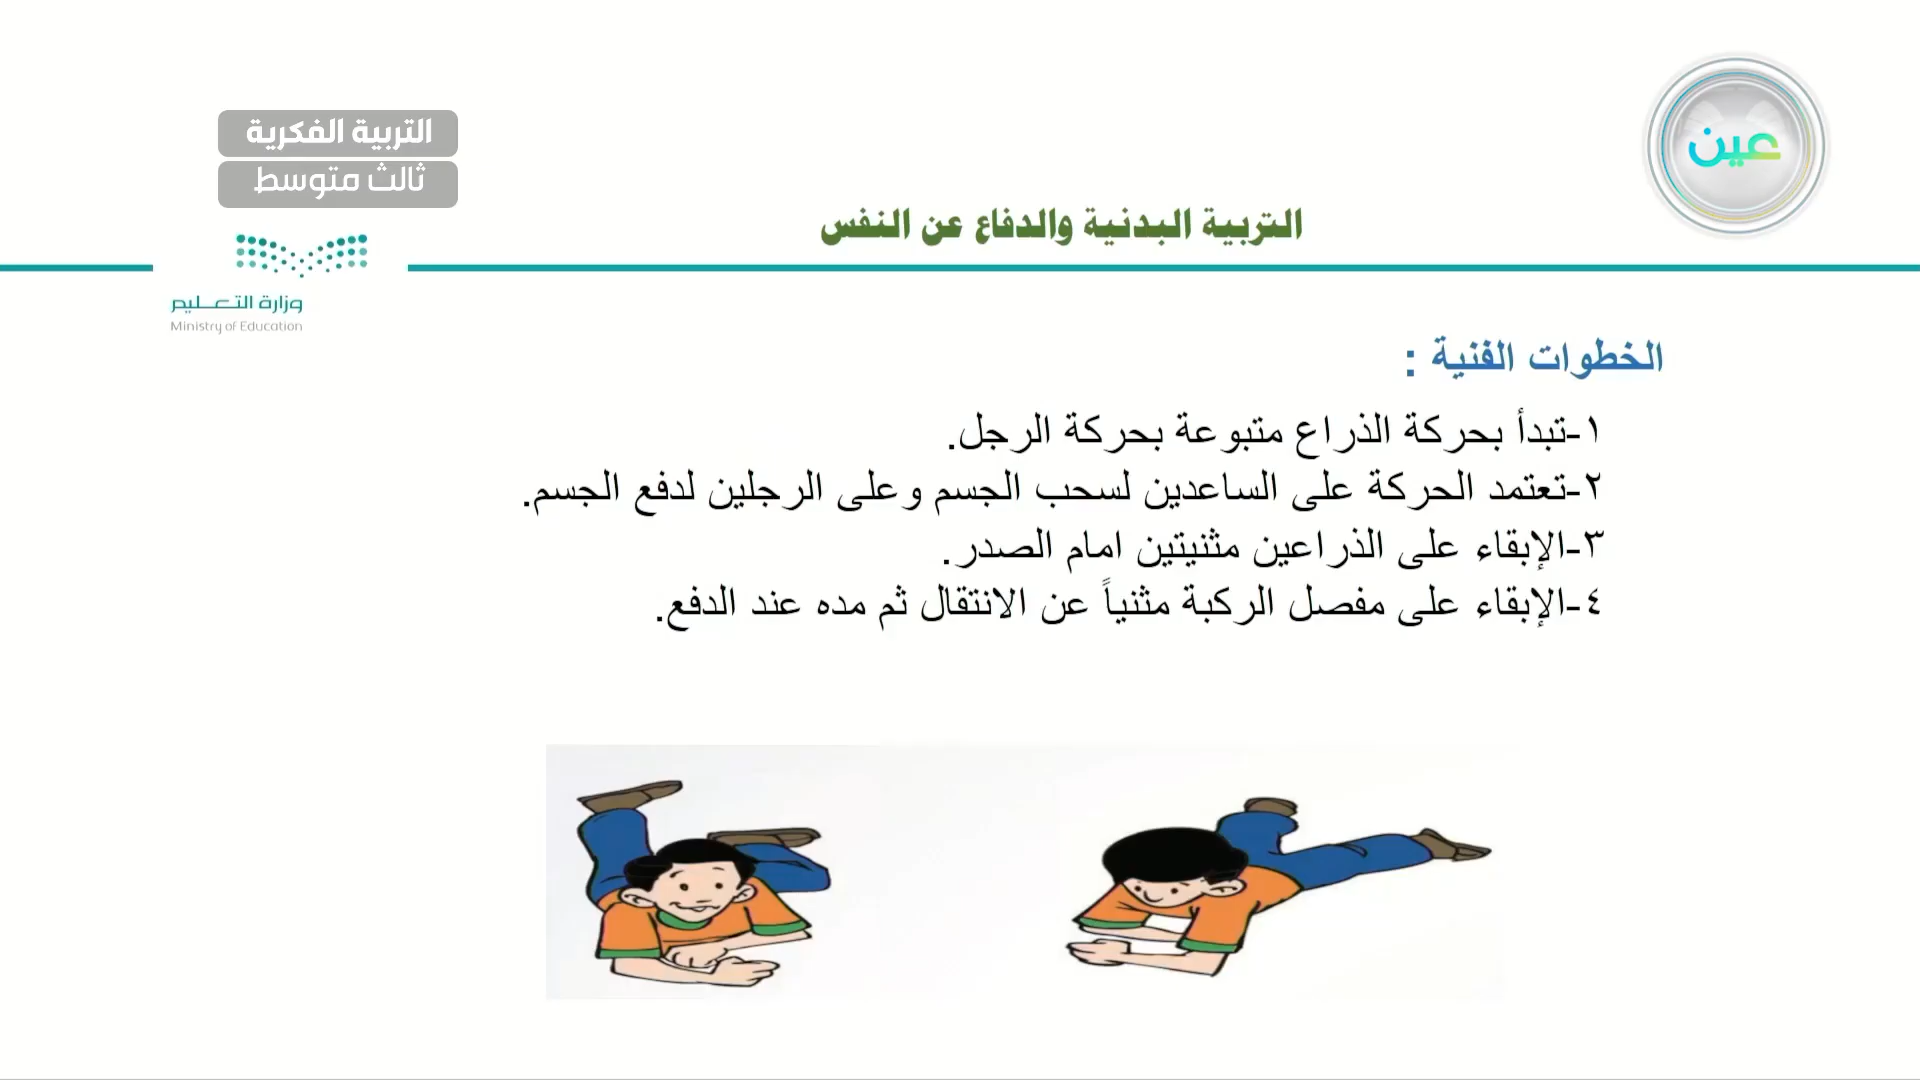 عين
التربية الفكرية
ثالث متوسط
التربية البدنية والدفاع عن النفس
وزارة التعليم
Ministry of Education
الخطوات الفنية :
١-تبدأ بحركة الذراع متبوعة بحركة الرجل.
٢-تعتمد الحركة على الساعدين لسحب الجسم وعلى الرجلين لدفع الجسم.
٣-الإبقاء على الذراعين مثنيتين امام الصدر.
٤-الإبقاء على مفصل الركبة مثنياً عن الانتقال ثم مده عند الدفع.